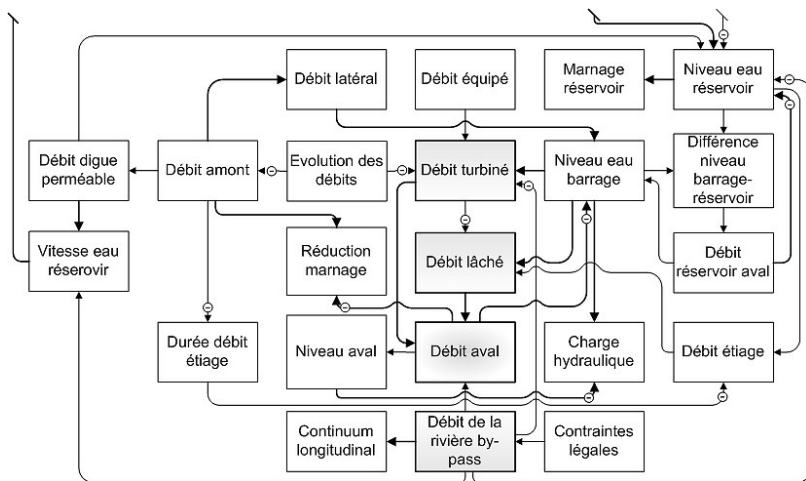 Débit latéral
Débit équipé
Marnage
réservoir
Niveau eau
réservoir
Débit digue
perméable
Débit amont
Evolution des
débits
Débit turbiné
Niveau eau
barrage
Différence
niveau
barrage-
réservoir
Vitesse eau
réserovir
Réduction
marnage
Débit lâché
Débit
réservoir aval
Durée débit
étiage
Niveau aval
Débit aval
Charge
hydraulique
Débit étiage
Continuum
longitudinal
Débit de la
rivière by-
pass
Contraintes
légales